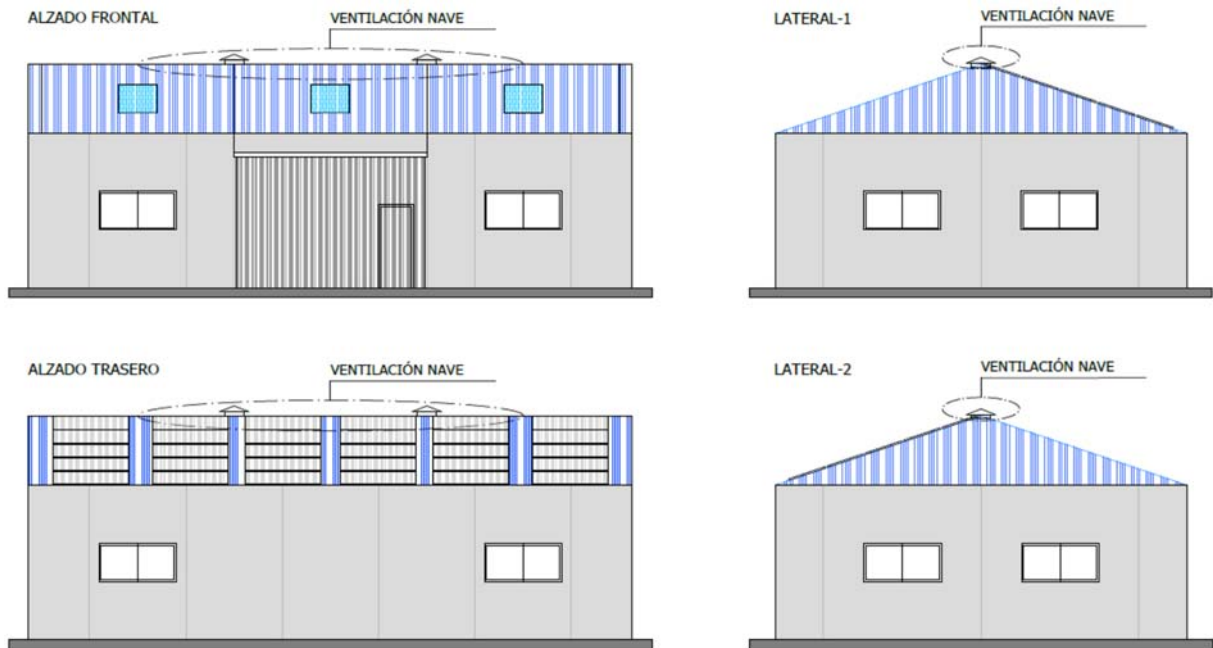 ALZADO FRONTAL
VENTILACIÓN NAVE
LATERAL-1
VENTILACIÓN NAVE
ALZADO TRASERO
VENTILACIÓN NAVE
LATERAL-2
VENTILACIÓN NAVE